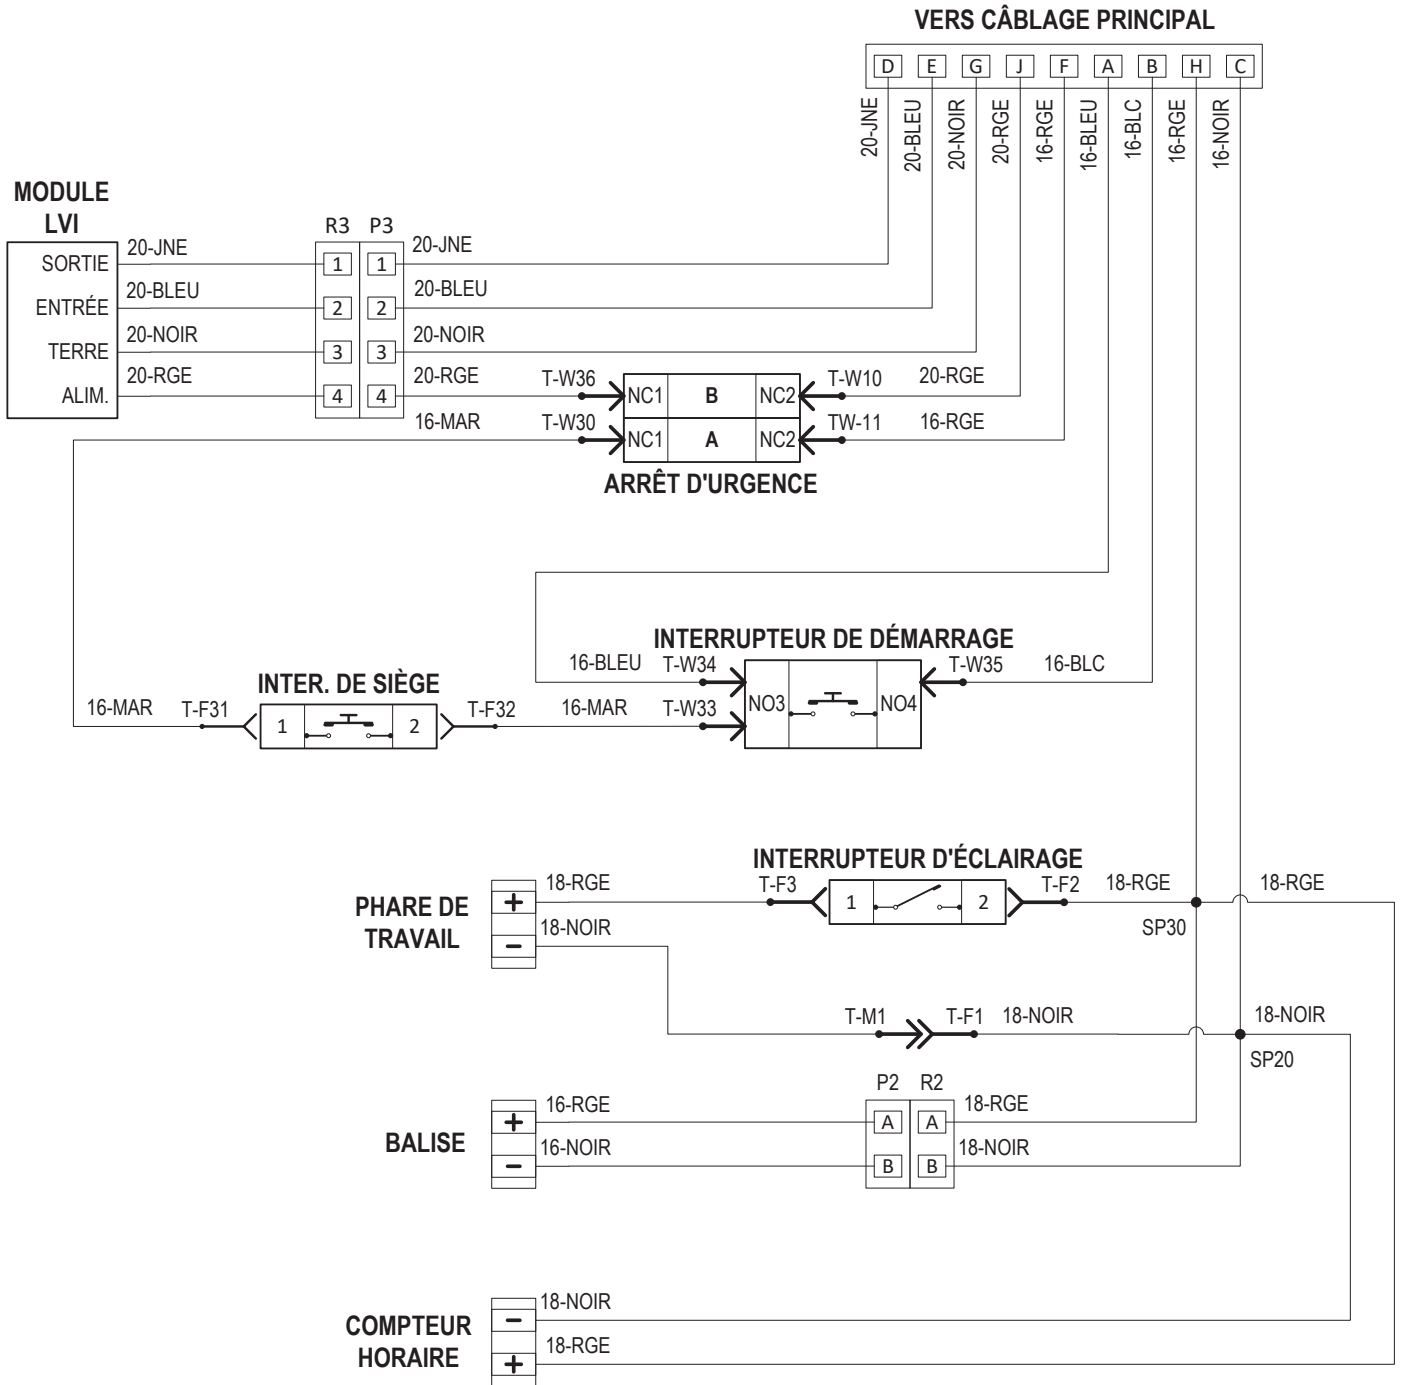 VERS CÂBLAGE PRINCIPAL
D E G J F A B H C
20-JNE
20-BLEU
20-NOIR
20-RGE
16-RGE
16-BLEU
16-BLC
16-RGE
16-NOIR
MODULE
LVI
R3 P3
SORTIE 20-JNE 1 1 20-JNE
ENTRÉE 20-BLEU 2 2 20-BLEU
TERRE 20-NOIR 3 3 20-NOIR
ALIM. 20-RGE 4 4 20-RGE T-W36 NC1 B NC2 T-W10 20-RGE
16-MAR T-W30 NC1 A NC2 TW-11 16-RGE
ARRÊT D'URGENCE
INTERRUPTEUR DE DÉMARRAGE
16-BLEU T-W34 T-W35 16-BLC
NO3 NO4
INTER. DE SIÈGE
16-MAR T-F31 1 2 T-F32 16-MAR T-W33
INTERRUPTEUR D'ÉCLAIRAGE
PHARE DE
TRAVAIL
+ 18-RGE T-F3 1 2 T-F2 18-RGE 18-RGE
SP30
- 18-NOIR
T-M1 T-F1 18-NOIR 18-NOIR
SP20
P2 R2
BALISE
+ 16-RGE A A 18-RGE
- 16-NOIR B B 18-NOIR
COMPTEUR
HORAIRE
- 18-NOIR
+ 18-RGE